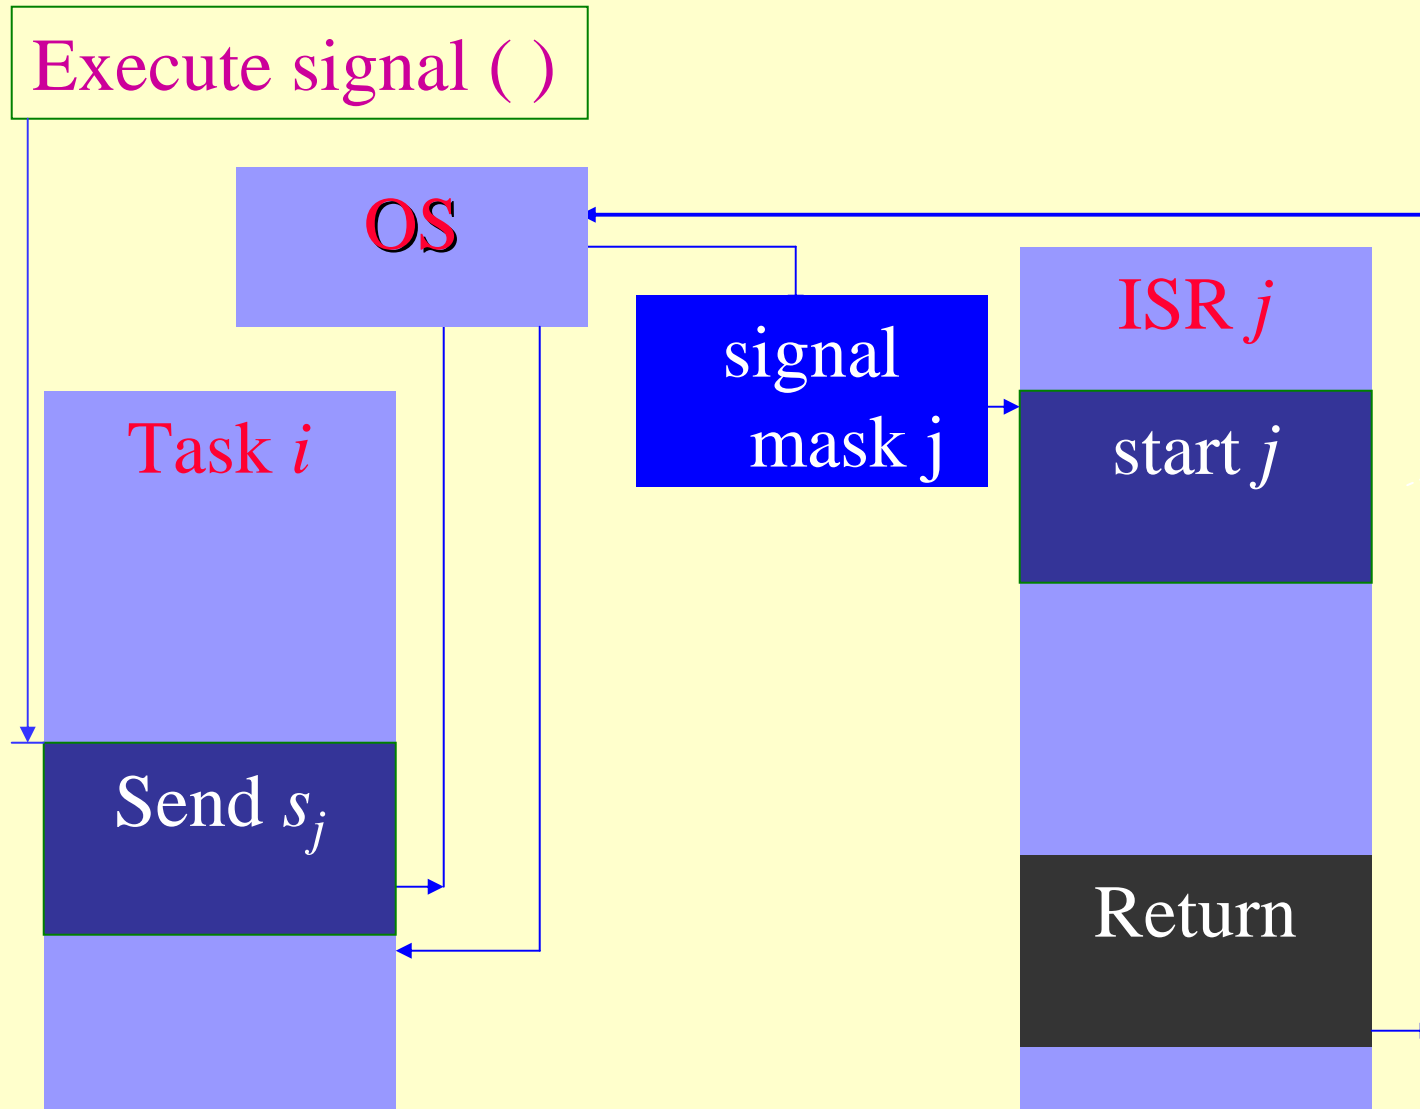 Execute signal ( )
OS
signal
mask j
ISR j
start j
Task i
Send sj
Return